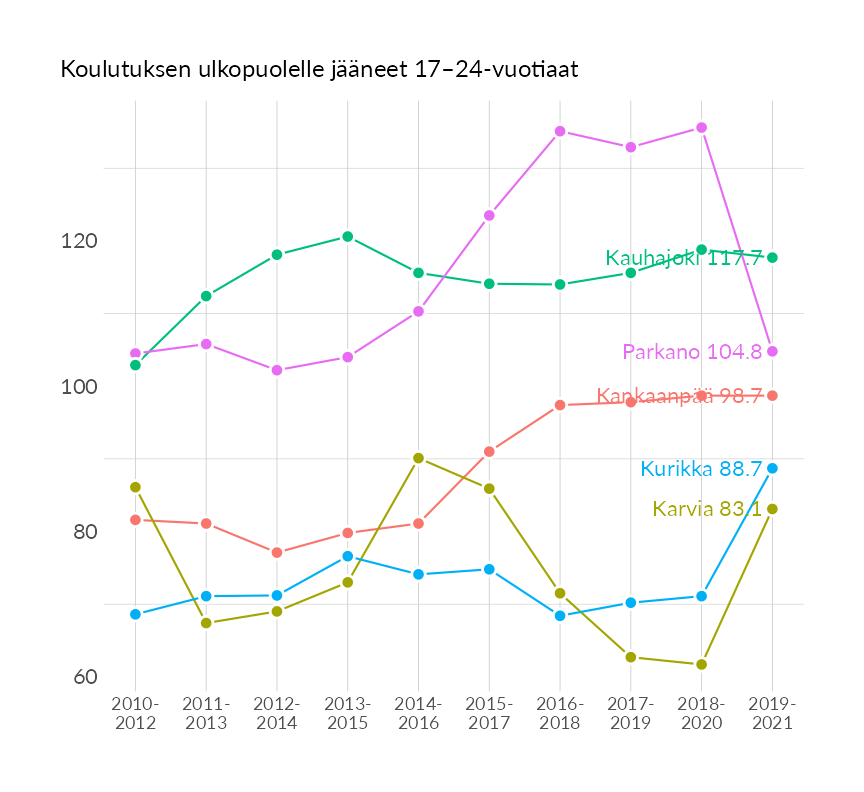 Koulutuksen ulkopuolelle jääneet 17–24-vuotiaat
120
100
80
60
Kauhajoki 117.7
Parkano 104.8
Kankaanpää 98.7
Kurikka 88.7
Karvia 83.1
2010- 2011- 2012- 2013- 2014- 2015- 2016- 2017- 2018- 2019-
2012 2013 2014 2015 2016 2017 2018 2019 2020 2021